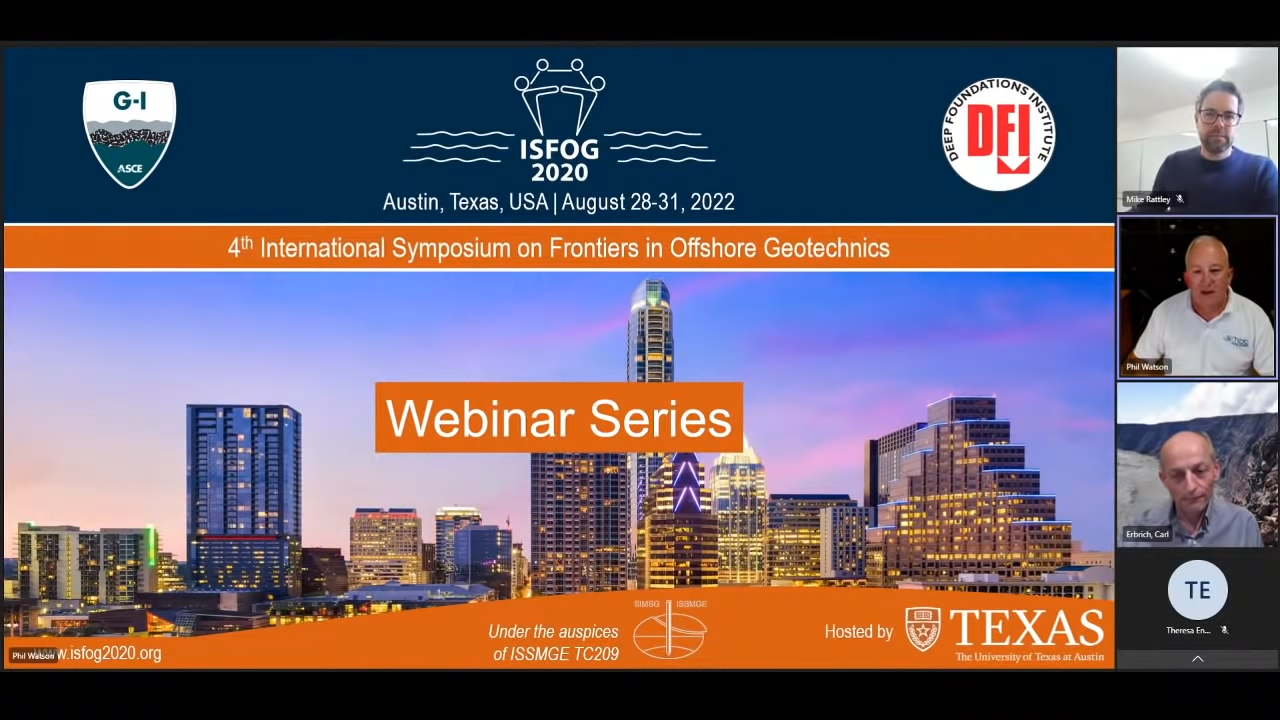 G-I
ASCE
ISFOG
2020
DEEP FOUNDATIONS INSTITUTE
DFI
Austin, Texas, USA | August 28-31, 2022
4th International Symposium on Frontiers in Offshore Geotechnics
Webinar Series
SIMSG ISSMGE
Under the auspices
of ISSMGE TC209
Hosted by
TEXAS
The University of Texas at Austin
Phil Watson
w.isfog2020.org
Mike Rattley
Phil Watson
Erbrich, Carl
TE
Theresa En...